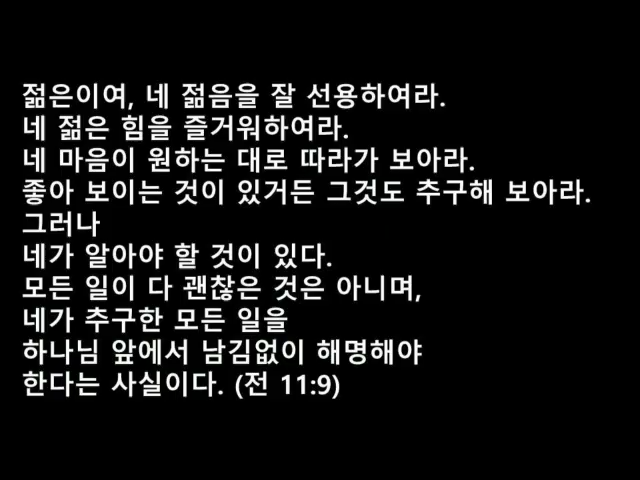 젊은이여, 네 젊음을 잘 선용하여라.
네 젊은 힘을 즐거워하여라.
네 마음이 원하는 대로 따라가 보아라.
좋아 보이는 것이 있거든 그것도 추구해 보아라.
그러나
네가 알아야 할 것이 있다.
모든 일이 다 괜찮은 것은 아니며,
네가 추구한 모든 일을
하나님 앞에서 남김없이 해명해야
한다는 사실이다. (전 11:9)